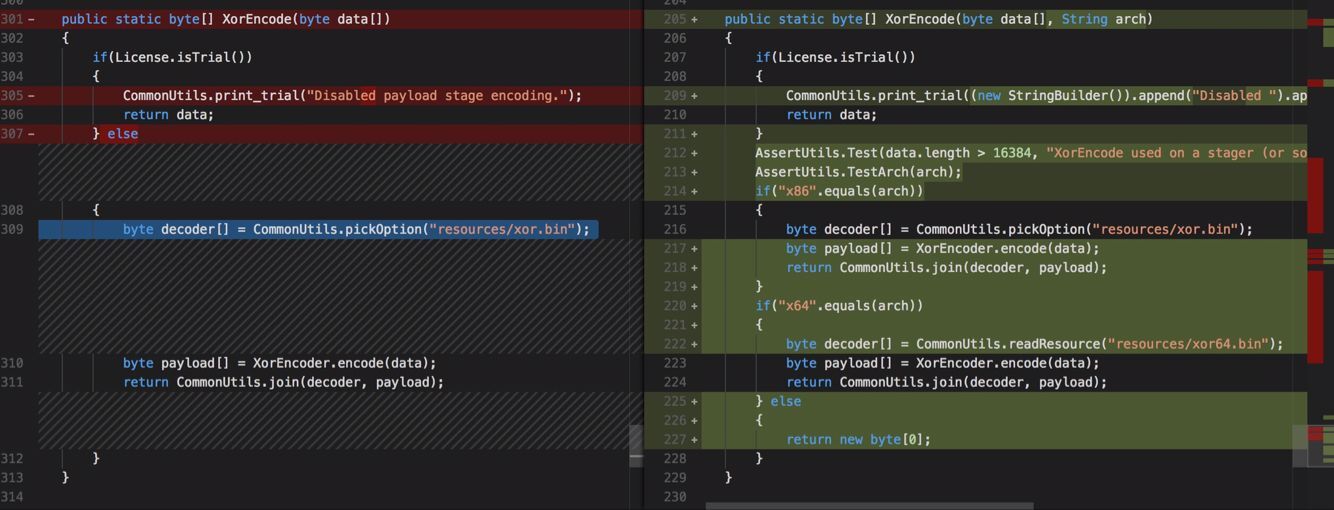 300
301 - public static byte[] XorEncode(byte data[])
302 {
303 if(License.isTrial())
304 {
305 - CommonUtils.print_trial("Disabled payload stage encoding.");
306 return data;
307 - } else
308 {
309 byte decoder[] = CommonUtils.pickOption("resources/xor.bin");
310 byte payload[] = XorEncoder.encode(data);
311 return CommonUtils.join(decoder, payload);
312 }
313 }
314
204
205 + public static byte[] XorEncode(byte data[], String arch)
206 {
207 if(License.isTrial())
208 {
209 + CommonUtils.print_trial((new StringBuilder()).append("Disabled ").ap
210 return data;
211 + }
212 + AssertUtils.Test(data.length > 16384, "XorEncode used on a stager (or so
213 + AssertUtils.TestArch(arch);
214 + if("x86".equals(arch))
215 {
216 byte decoder[] = CommonUtils.pickOption("resources/xor.bin");
217 + byte payload[] = XorEncoder.encode(data);
218 + return CommonUtils.join(decoder, payload);
219 + }
220 + if("x64".equals(arch))
221 + {
222 + byte decoder[] = CommonUtils.readResource("resources/xor64.bin");
223 byte payload[] = XorEncoder.encode(data);
224 return CommonUtils.join(decoder, payload);
225 + } else
226 + {
227 + return new byte[0];
228 }
229 }
230